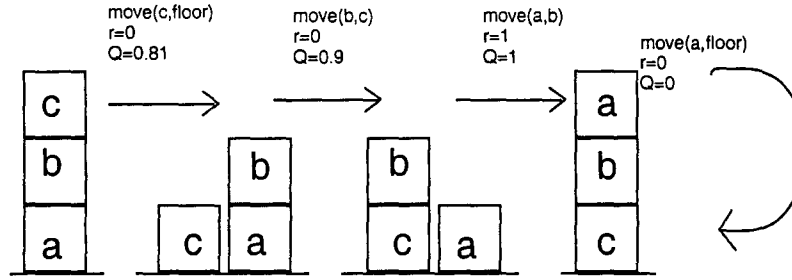 move(c,floor)
r=0
Q=0.81
move(b,c)
r=0
Q=0.9
move(a,b)
r=1
Q=1
move(a,floor)
r=0
Q=0
c
b
a
b
c a
b
c a
a
b
c